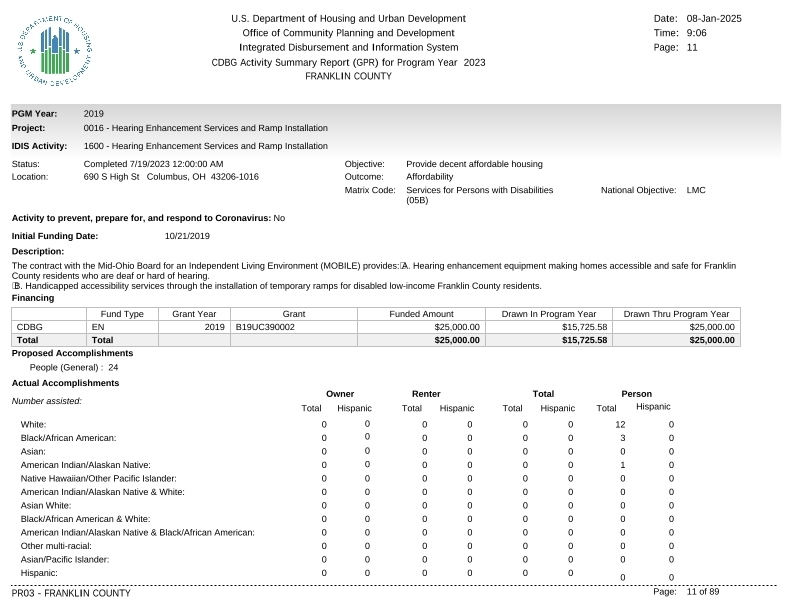 U.S. DEPARTMENT OF HOUSING
AND URBAN DEVELOPMENT
U.S. Department of Housing and Urban Development
Office of Community Planning and Development
Integrated Disbursement and Information System
CDBG Activity Summary Report (GPR) for Program Year 2023
FRANKLIN COUNTY
Date: 08-Jan-2025
Time: 9:06
Page: 11
PGM Year: 2019
Project: 0016 - Hearing Enhancement Services and Ramp Installation
IDIS Activity: 1600 - Hearing Enhancement Services and Ramp Installation
Status: Completed 7/19/2023 12:00:00 AM Objective: Provide decent affordable housing
Location: 690 S High St Columbus, OH 43206-1016 Outcome: Affordability
Matrix Code: Services for Persons with Disabilities National Objective: LMC
(05B)
Activity to prevent, prepare for, and respond to Coronavirus: No
Initial Funding Date: 10/21/2019
Description:
The contract with the Mid-Ohio Board for an Independent Living Environment (MOBILE) provides:A. Hearing enhancement equipment making homes accessible and safe for Franklin
County residents who are deaf or hard of hearing.
B. Handicapped accessibility services through the installation of temporary ramps for disabled low-income Franklin County residents.
Financing
Fund Type Grant Year Grant Funded Amount Drawn In Program Year Drawn Thru Program Year
CDBG EN 2019 B19UC390002 $25,000.00 $15,725.58 $25,000.00
Total Total $25,000.00 $15,725.58 $25,000.00
Proposed Accomplishments
People (General) : 24
Actual Accomplishments
Number assisted: Owner Renter Total Person
Total Hispanic Total Hispanic Total Hispanic Total Hispanic
White: 0 0 0 0 0 0 12 0
Black/African American: 0 0 0 0 0 0 3 0
Asian: 0 0 0 0 0 0 0 0
American Indian/Alaskan Native: 0 0 0 0 0 0 1 0
Native Hawaiian/Other Pacific Islander: 0 0 0 0 0 0 0 0
American Indian/Alaskan Native & White: 0 0 0 0 0 0 0 0
Asian White: 0 0 0 0 0 0 0 0
Black/African American & White: 0 0 0 0 0 0 0 0
American Indian/Alaskan Native & Black/African American: 0 0 0 0 0 0 0 0
Other multi-racial: 0 0 0 0 0 0 0 0
Asian/Pacific Islander: 0 0 0 0 0 0 0 0
Hispanic: 0 0 0 0 0 0 0 0
PR03 - FRANKLIN COUNTY Page: 11 of 89